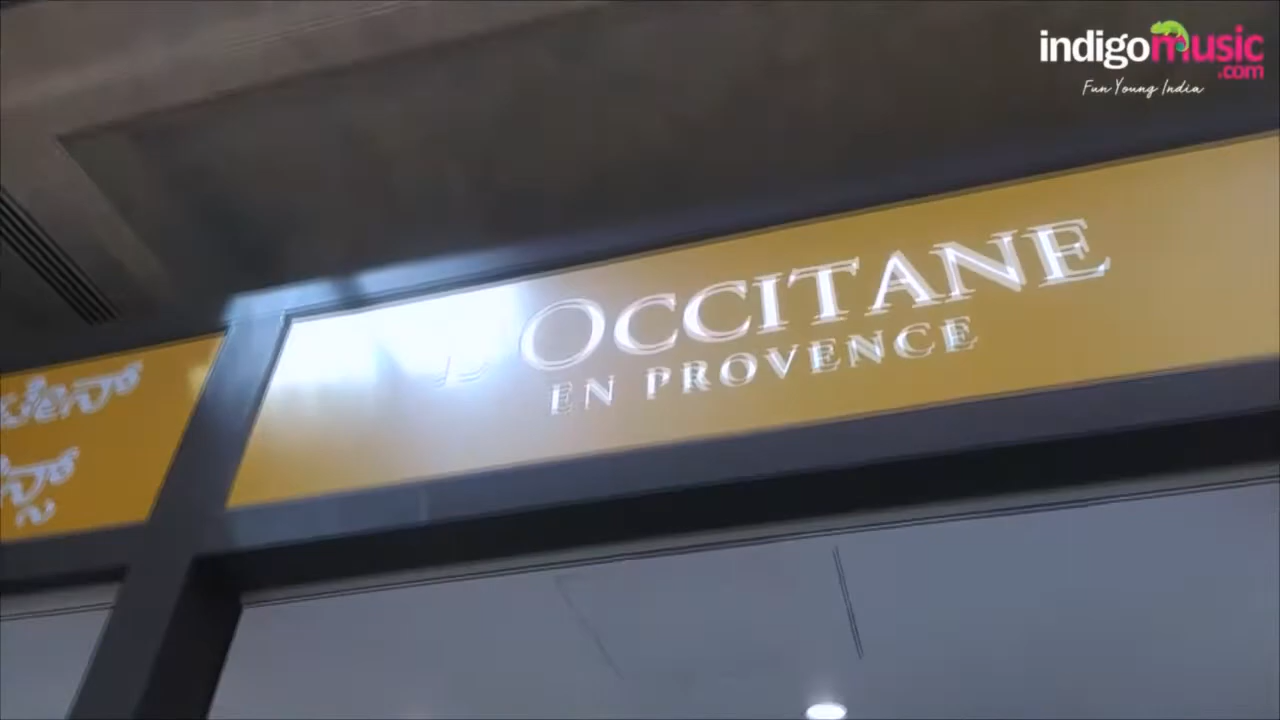 indigomusic
.com
Fun Young India
L'OCCITANE
EN PROVENCE